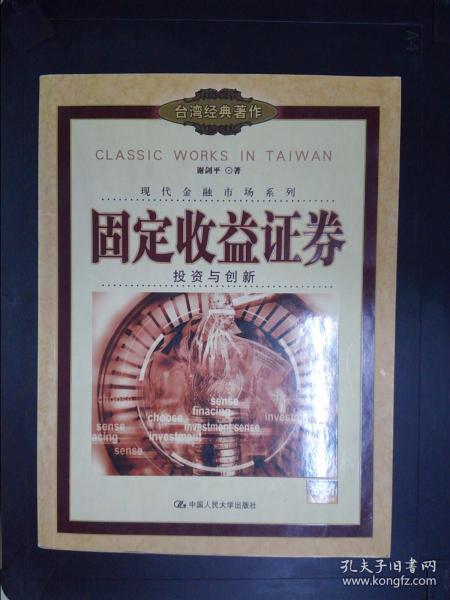 A4
台湾经典著作
CLASSIC WORKS IN TAIWAN
谢剑平 ⊙著
现代金融市场系列
固定收益证券
投资与创新
sense
choose
finacing
sense
choose
investment
sense
investment sense
acing
investment
中国人民大学出版社
孔夫子旧书网
www.kongfz.com